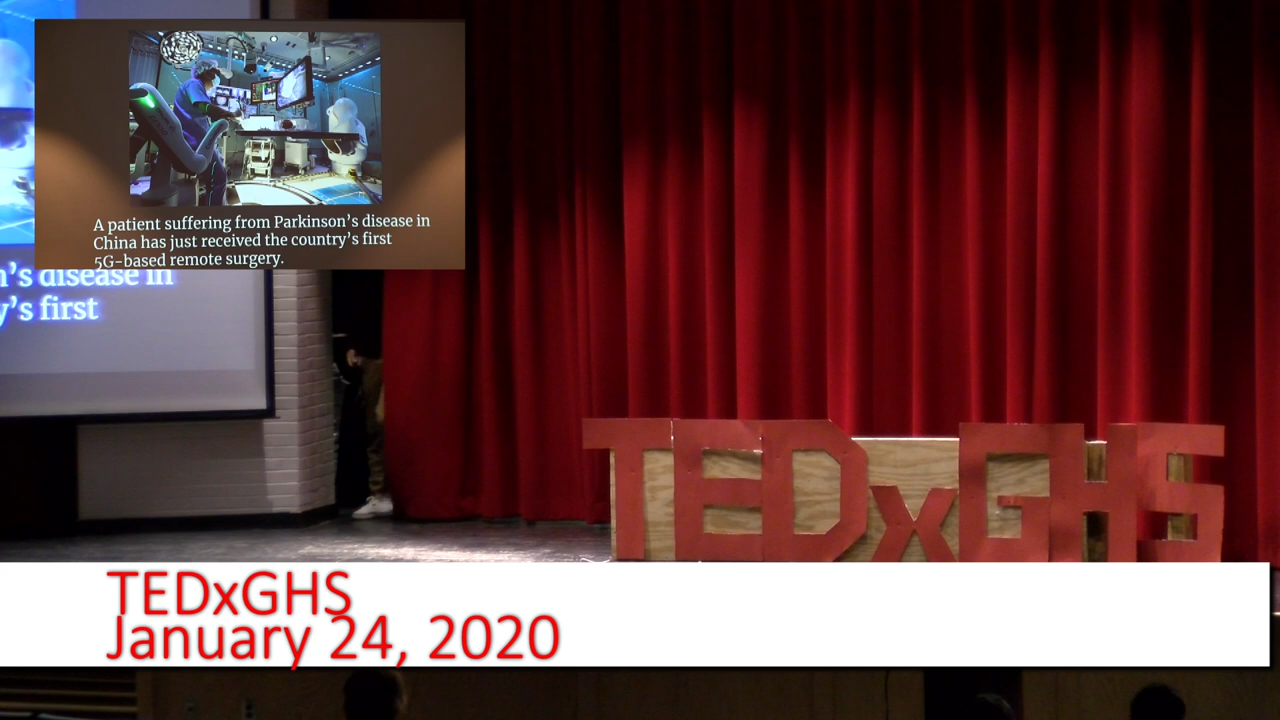 A patient suffering from Parkinson's disease in
China has just received the country's first
5G-based remote surgery.
's disease in
's first
TEDxGHS
TEDxGHS
January 24, 2020